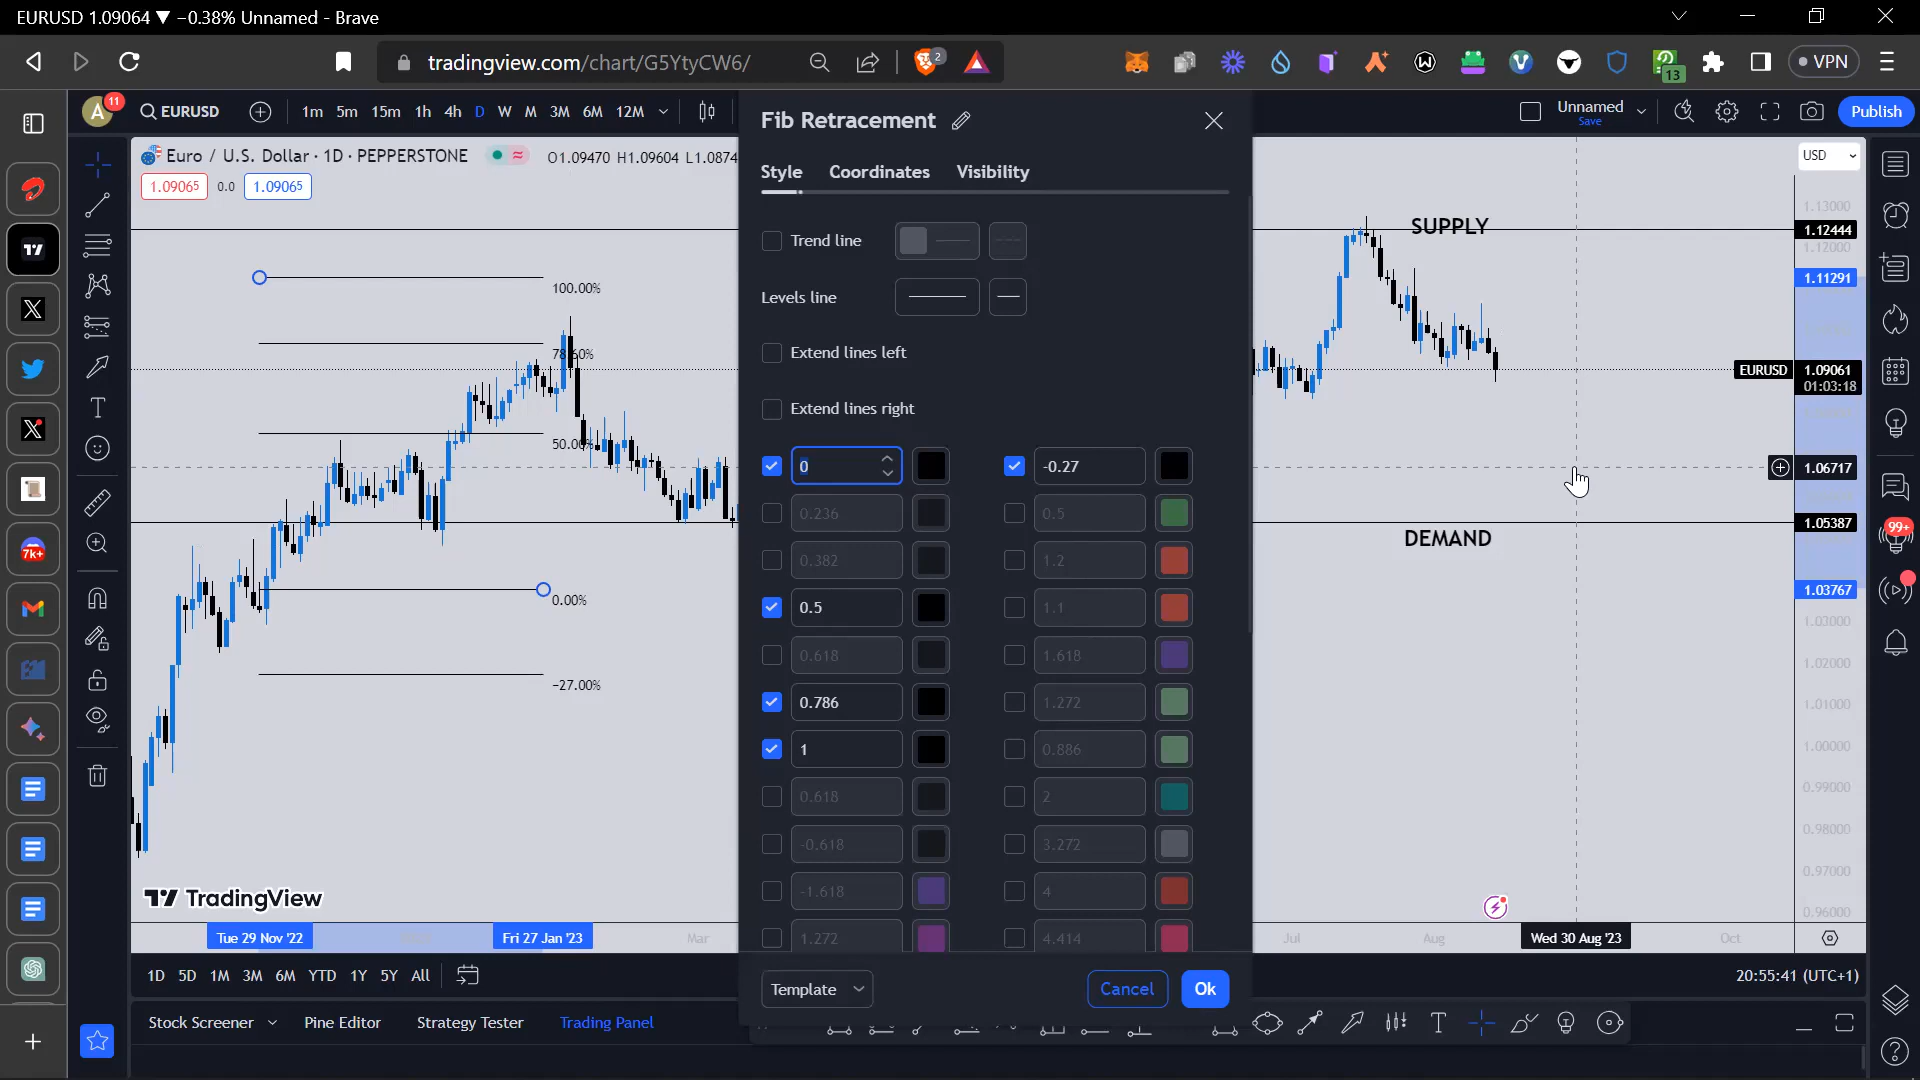 EURUSD 1.09064 ▼ −0.38% Unnamed - Brave
tradingview.com/chart/G5YtyCW6/
2
13
VPN
A
11
EURUSD
1m 5m 15m 1h 4h D W M 3M 6M 12M
Unnamed
Save
Publish
Euro / U.S. Dollar · 1D · PEPPERSTONE
O1.09470 H1.09604 L1.0874
1.09065
0.0
1.09065
100.00%
78.60%
50.00%
0.00%
−27.00%
Fib Retracement
Style
Coordinates
Visibility
Trend line
Levels line
Extend lines left
Extend lines right
0
-0.27
0.236
0.5
0.382
1.2
0.5
1.1
0.618
1.618
0.786
1.272
1
0.886
0.618
2
-0.618
3.272
-1.618
4
1.272
4.414
Template
Cancel
Ok
SUPPLY
DEMAND
USD
1.13000
1.12444
1.12000
1.11291
EURUSD
1.09061
01:03:18
1.06717
1.05387
1.03767
1.03000
1.02000
1.01000
1.00000
0.99000
0.98000
0.97000
0.96000
TradingView
Tue 29 Nov '22
Fri 27 Jan '23
Mar
Jul
Aug
Wed 30 Aug '23
Oct
1D 5D 1M 3M 6M YTD 1Y 5Y All
20:55:41 (UTC+1)
Stock Screener
Pine Editor
Strategy Tester
Trading Panel
7k+
99+